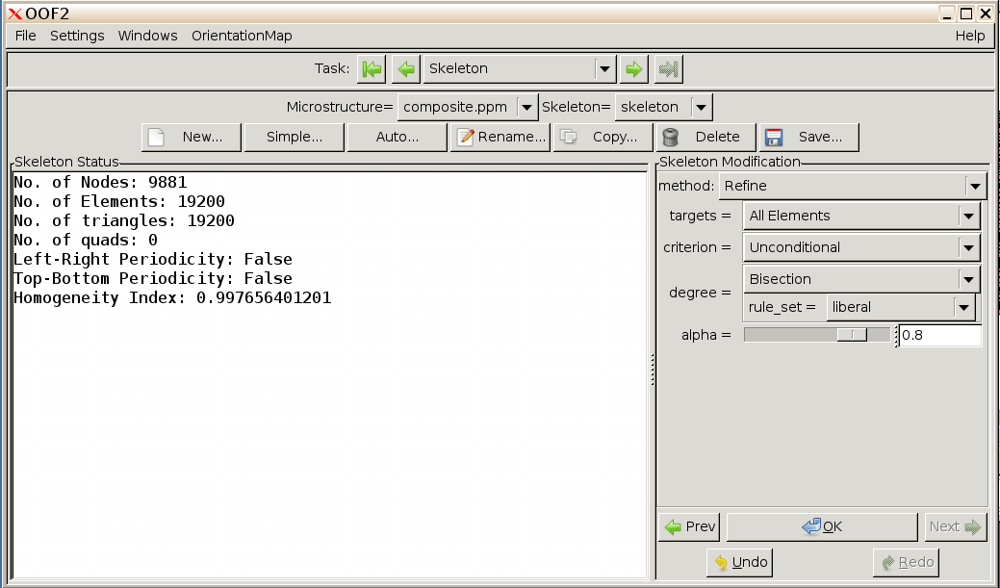 OOF2
File Settings Windows OrientationMap Help
Task: Skeleton
Microstructure= composite.ppm Skeleton= skeleton
New... Simple... Auto... Rename... Copy... Delete Save...
Skeleton Status
No. of Nodes: 9881
No. of Elements: 19200
No. of triangles: 19200
No. of quads: 0
Left-Right Periodicity: False
Top-Bottom Periodicity: False
Homogeneity Index: 0.997656401201
Skeleton Modification
method: Refine
targets = All Elements
criterion = Unconditional
degree = Bisection
rule_set = liberal
alpha = 0.8
Prev OK Next
Undo Redo